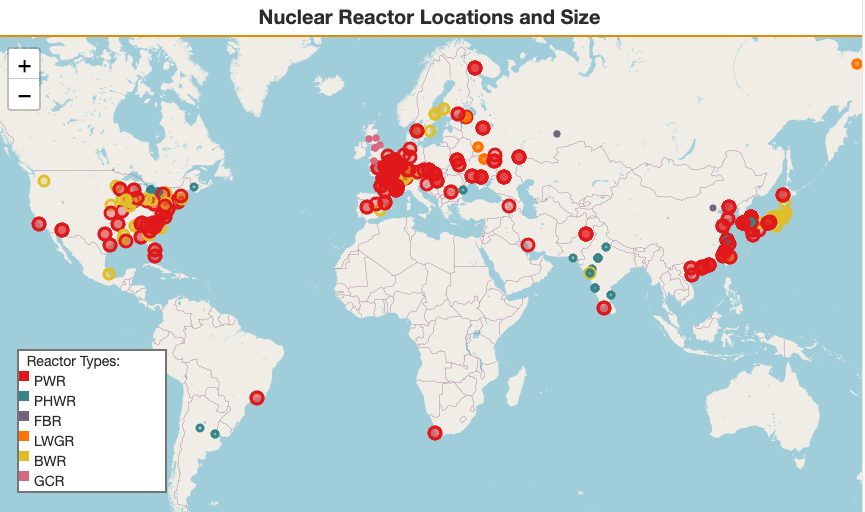 Nuclear Reactor Locations and Size
+
−
Reactor Types:
PWR
PHWR
FBR
LWGR
BWR
GCR